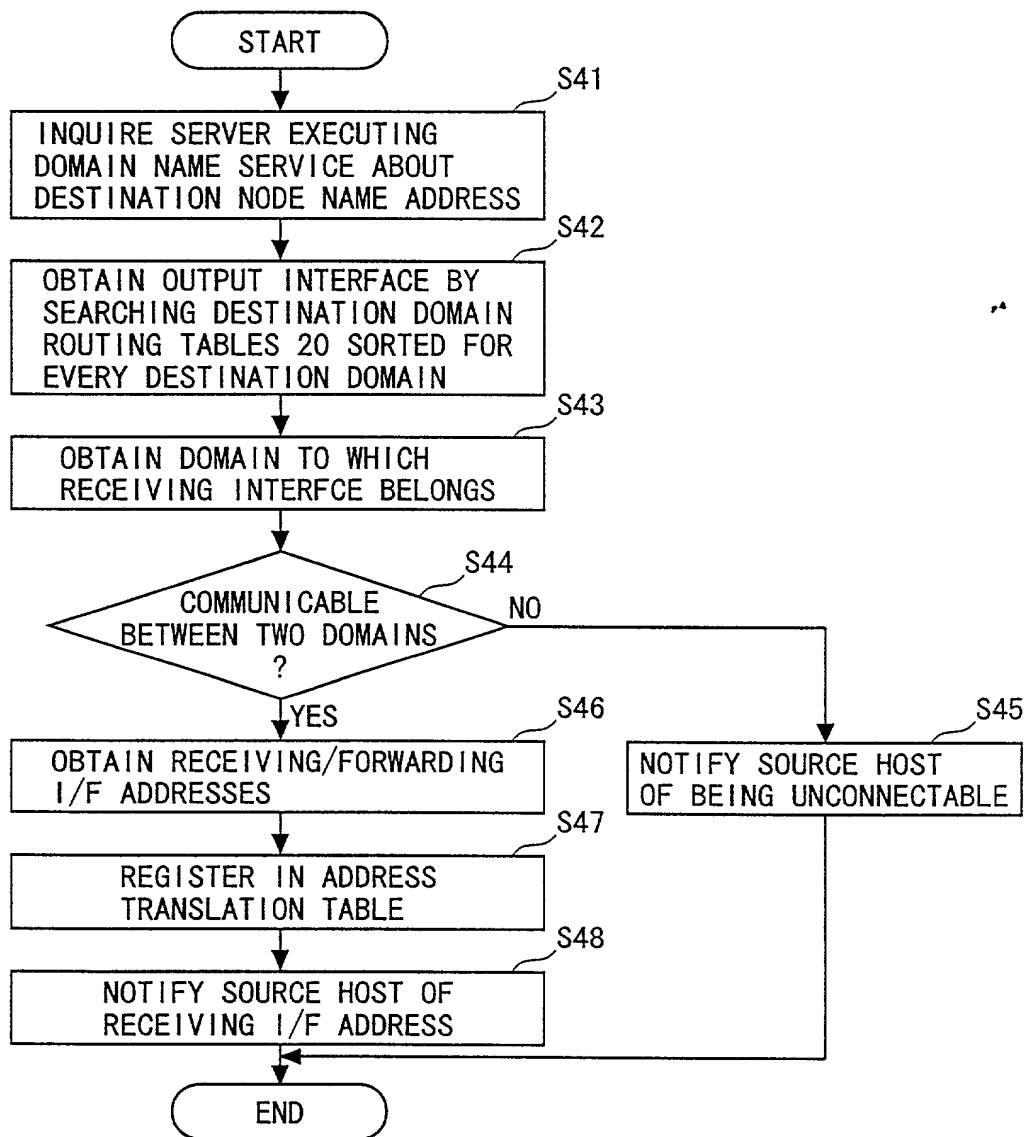 START
S41
INQUIRE SERVER EXECUTING
DOMAIN NAME SERVICE ABOUT
DESTINATION NODE NAME ADDRESS
S42
OBTAIN OUTPUT INTERFACE BY
SEARCHING DESTINATION DOMAIN
ROUTING TABLES 20 SORTED FOR
EVERY DESTINATION DOMAIN
S43
OBTAIN DOMAIN TO WHICH
RECEIVING INTERFCE BELONGS
S44
COMMUNICABLE
BETWEEN TWO DOMAINS
?
NO
YES
S46
OBTAIN RECEIVING/FORWARDING
I/F ADDRESSES
S45
NOTIFY SOURCE HOST
OF BEING UNCONNECTABLE
S47
REGISTER IN ADDRESS
TRANSLATION TABLE
S48
NOTIFY SOURCE HOST OF
RECEIVING I/F ADDRESS
END